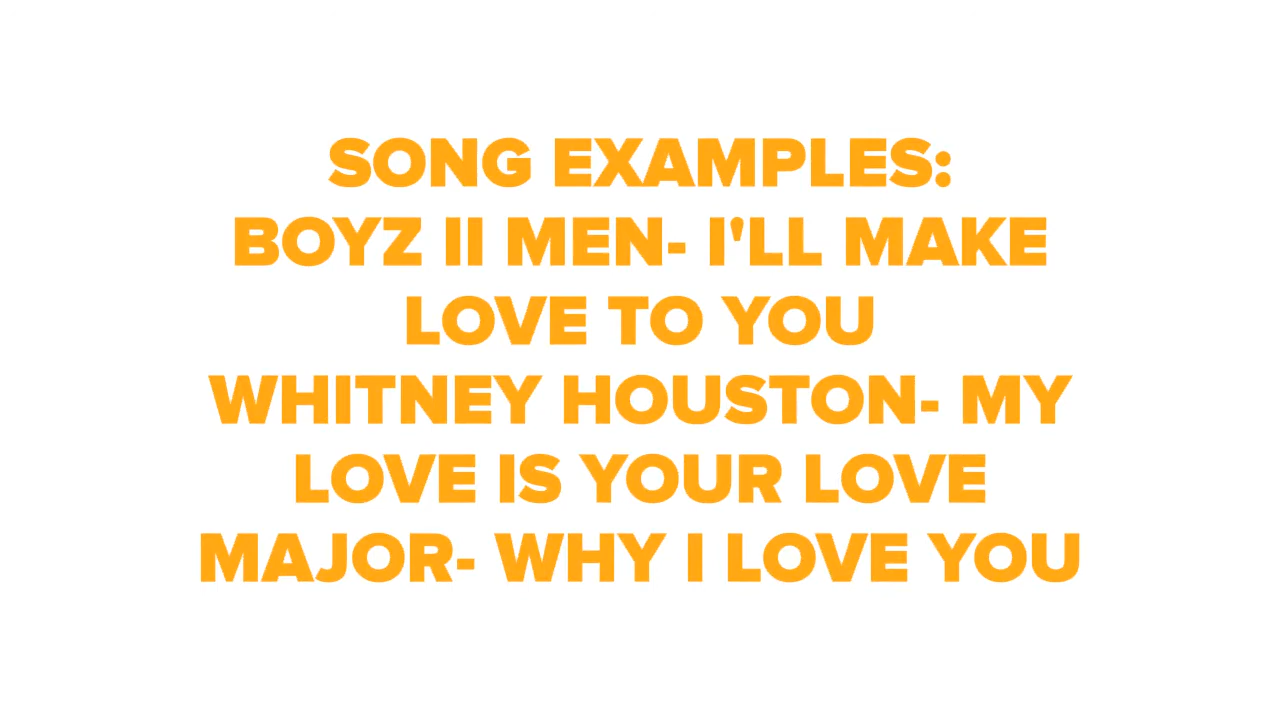 SONG EXAMPLES:
BOYZ II MEN- I'LL MAKE
LOVE TO YOU
WHITNEY HOUSTON- MY
LOVE IS YOUR LOVE
MAJOR- WHY I LOVE YOU